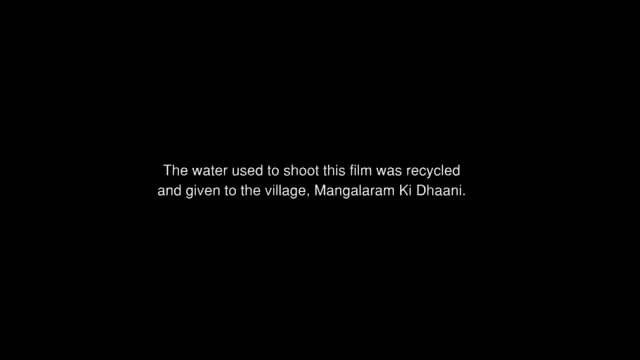 The water used to shoot this film was recycled
and given to the village, Mangalaram Ki Dhaani.